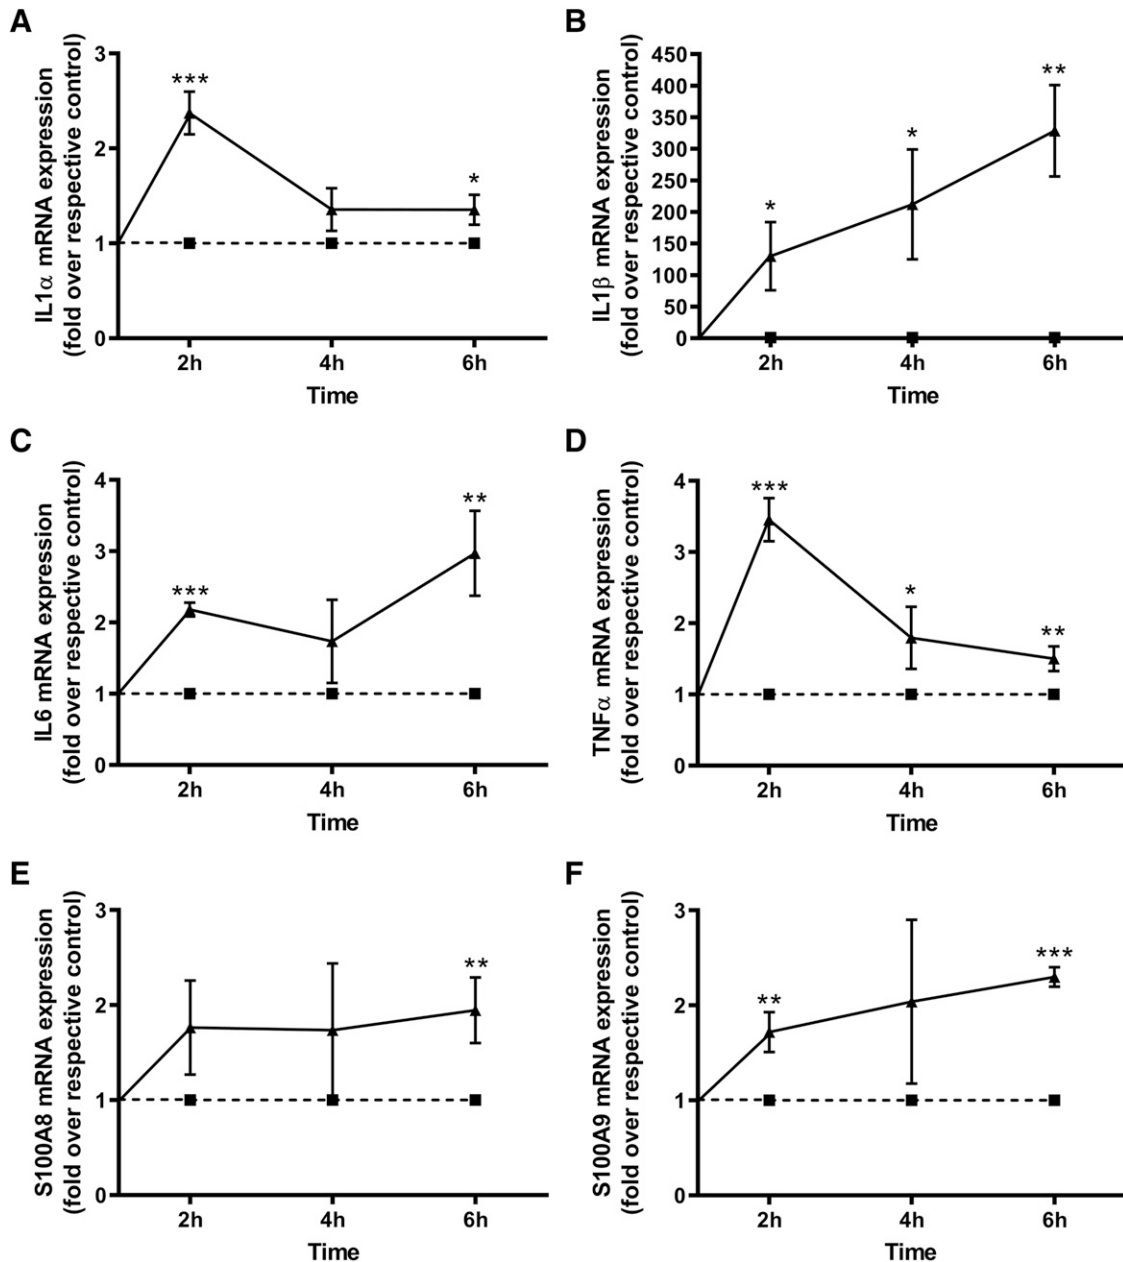 A
IL1α mRNA expression
(fold over respective control)
3
2
1
0
***
*
2h 4h 6h
Time
B
IL1β mRNA expression
(fold over respective control)
450
400
350
300
250
200
150
100
50
0
*
*
**
2h 4h 6h
Time
C
IL6 mRNA expression
(fold over respective control)
4
3
2
1
0
***
**
2h 4h 6h
Time
D
TNFα mRNA expression
(fold over respective control)
4
3
2
1
0
***
*
**
2h 4h 6h
Time
E
S100A8 mRNA expression
(fold over respective control)
3
2
1
0
**
2h 4h 6h
Time
F
S100A9 mRNA expression
(fold over respective control)
3
2
1
0
**
***
2h 4h 6h
Time